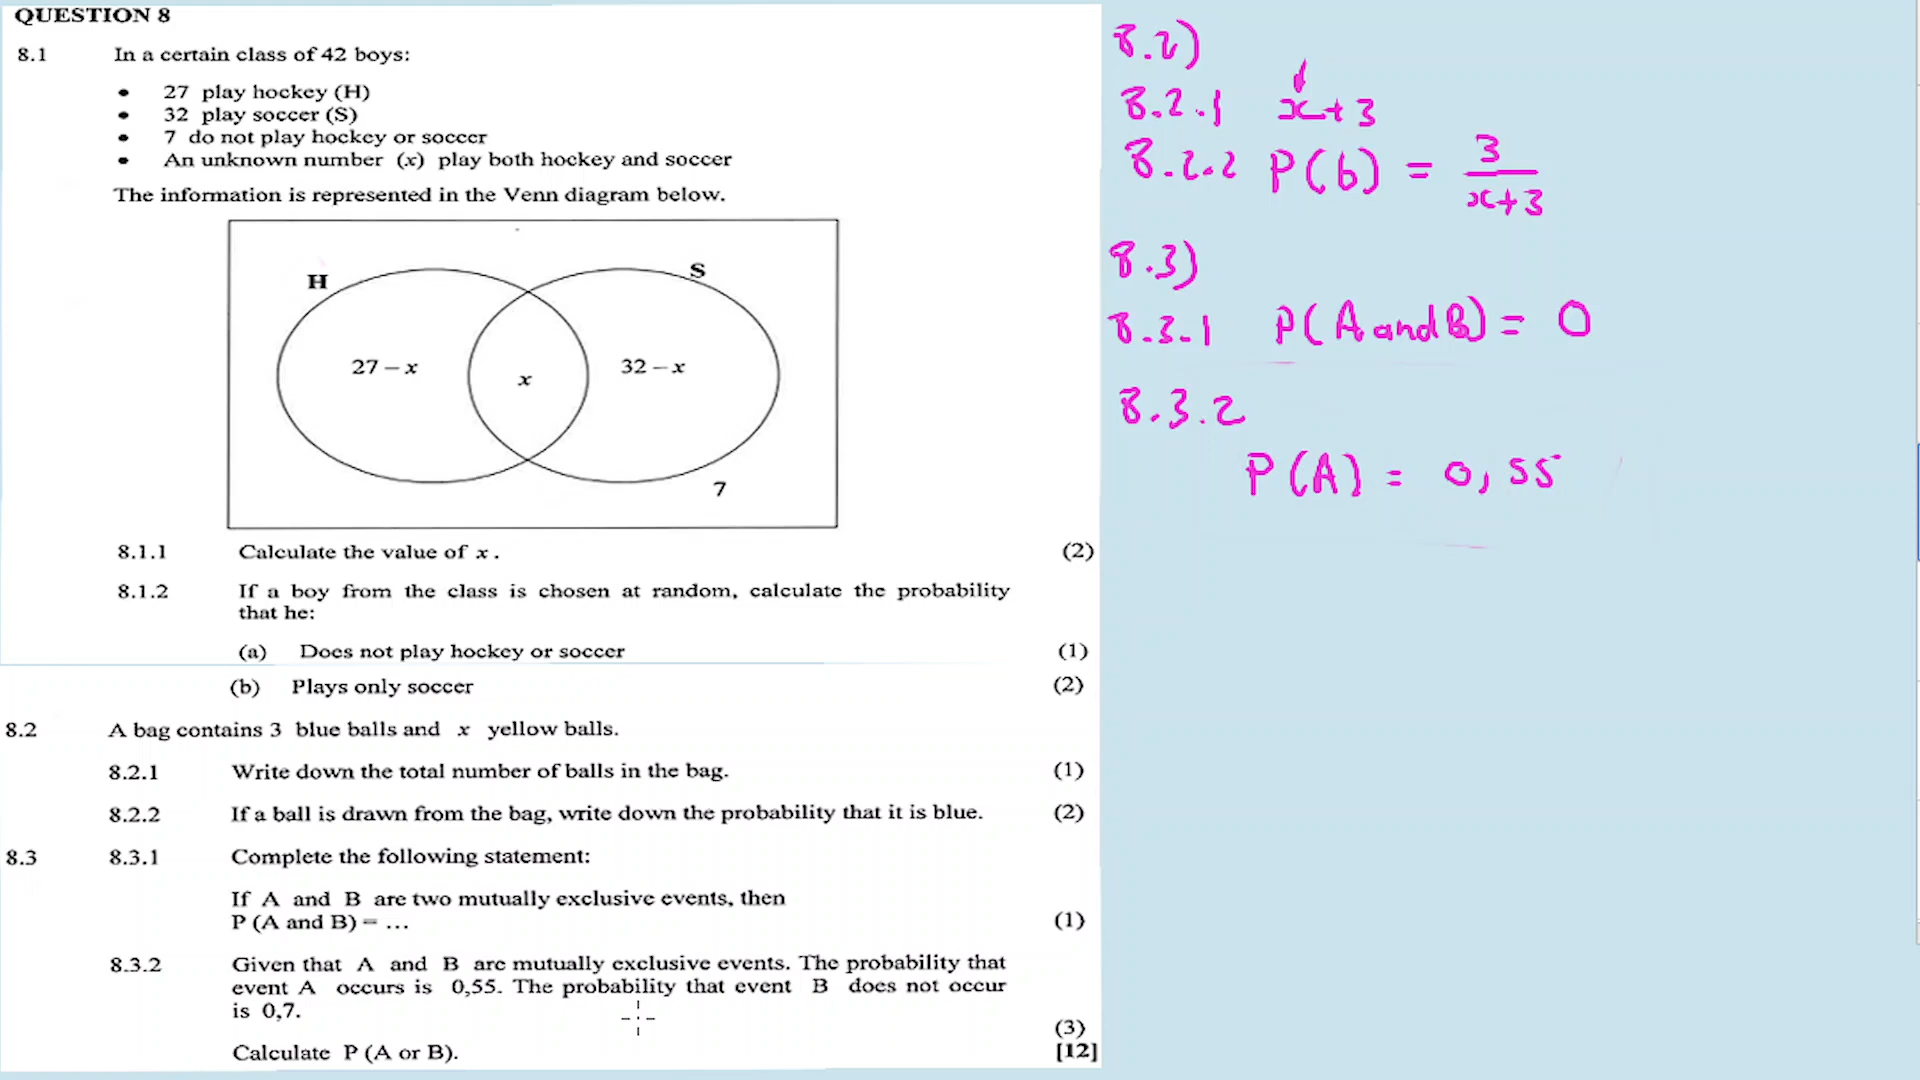 QUESTION 8
8.1 In a certain class of 42 boys:
• 27 play hockey (H)
• 32 play soccer (S)
• 7 do not play hockey or soccer
• An unknown number (x) play both hockey and soccer
The information is represented in the Venn diagram below.
H
S
27 – x
x
32 – x
7
8.1.1 Calculate the value of x. (2)
8.1.2 If a boy from the class is chosen at random, calculate the probability
that he:
(a) Does not play hockey or soccer (1)
(b) Plays only soccer (2)
8.2 A bag contains 3 blue balls and x yellow balls.
8.2.1 Write down the total number of balls in the bag. (1)
8.2.2 If a ball is drawn from the bag, write down the probability that it is blue. (2)
8.3 8.3.1 Complete the following statement:
If A and B are two mutually exclusive events, then
P (A and B) = ... (1)
8.3.2 Given that A and B are mutually exclusive events. The probability that
event A occurs is 0,55. The probability that event B does not occur
is 0,7.
(3)
Calculate P (A or B). [12]
8.2)
8.2.1 x+3
8.2.2 P(b) = 3/x+3
8.3)
8.3.1 P(A and B) = 0
8.3.2
P(A) = 0,55